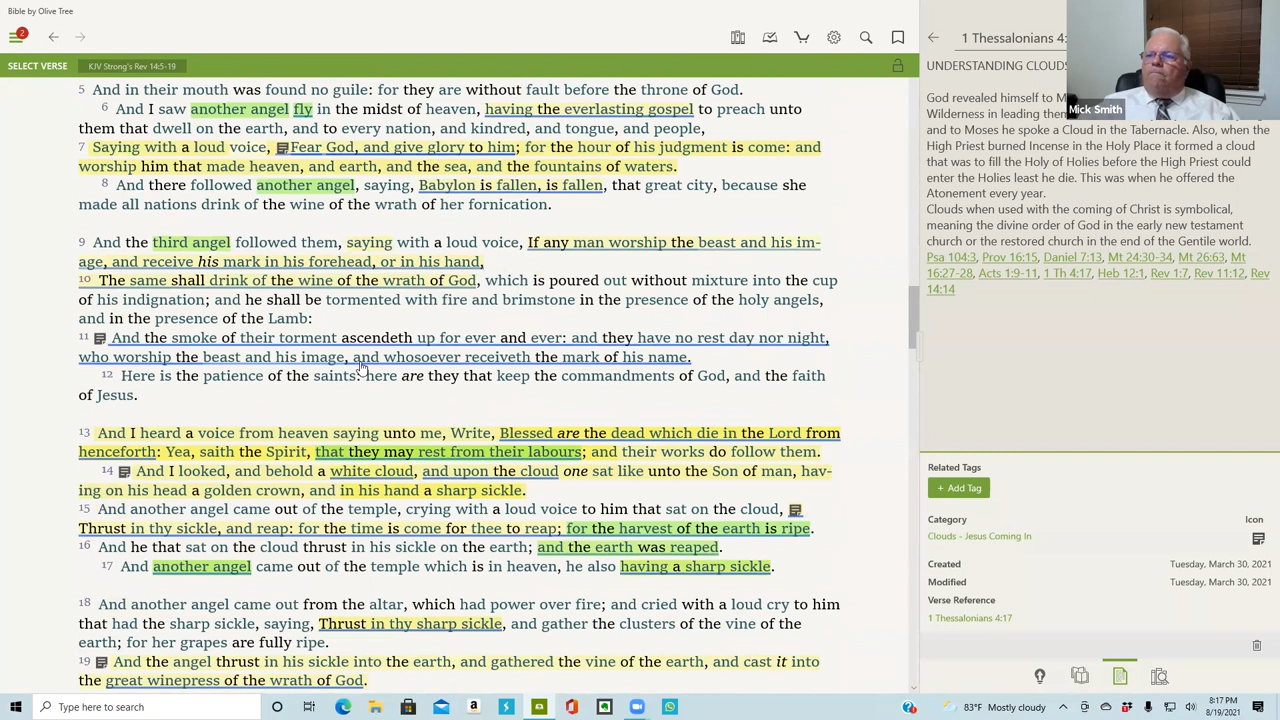 Bible by Olive Tree
2
SELECT VERSE KJV Strong's Rev 14:5-19
5 And in their mouth was found no guile: for they are without fault before the throne of God.
6 And I saw another angel fly in the midst of heaven, having the everlasting gospel to preach unto
them that dwell on the earth, and to every nation, and kindred, and tongue, and people,
7 Saying with a loud voice, Fear God, and give glory to him; for the hour of his judgment is come: and
worship him that made heaven, and earth, and the sea, and the fountains of waters.
8 And there followed another angel, saying, Babylon is fallen, is fallen, that great city, because she
made all nations drink of the wine of the wrath of her fornication.
9 And the third angel followed them, saying with a loud voice, If any man worship the beast and his im-
age, and receive his mark in his forehead, or in his hand,
10 The same shall drink of the wine of the wrath of God, which is poured out without mixture into the cup
of his indignation; and he shall be tormented with fire and brimstone in the presence of the holy angels,
and in the presence of the Lamb:
11 And the smoke of their torment ascendeth up for ever and ever: and they have no rest day nor night,
who worship the beast and his image, and whosoever receiveth the mark of his name.
12 Here is the patience of the saints: here are they that keep the commandments of God, and the faith
of Jesus.
13 And I heard a voice from heaven saying unto me, Write, Blessed are the dead which die in the Lord from
henceforth: Yea, saith the Spirit, that they may rest from their labours; and their works do follow them.
14 And I looked, and behold a white cloud, and upon the cloud one sat like unto the Son of man, hav-
ing on his head a golden crown, and in his hand a sharp sickle.
15 And another angel came out of the temple, crying with a loud voice to him that sat on the cloud,
Thrust in thy sickle, and reap: for the time is come for thee to reap; for the harvest of the earth is ripe.
16 And he that sat on the cloud thrust in his sickle on the earth; and the earth was reaped.
17 And another angel came out of the temple which is in heaven, he also having a sharp sickle.
18 And another angel came out from the altar, which had power over fire; and cried with a loud cry to him
that had the sharp sickle, saying, Thrust in thy sharp sickle, and gather the clusters of the vine of the
earth; for her grapes are fully ripe.
19 And the angel thrust in his sickle into the earth, and gathered the vine of the earth, and cast it into
the great winepress of the wrath of God.
1 Thessalonians 4:
UNDERSTANDING CLOUDS
Mick Smith
God revealed himself to M
Wilderness in leading them
and to Moses he spoke a Cloud in the Tabernacle. Also, when the
High Priest burned Incense in the Holy Place it formed a cloud
that was to fill the Holy of Holies before the High Priest could
enter the Holies least he die. This was when he offered the
Atonement every year.
Clouds when used with the coming of Christ is symbolical,
meaning the divine order of God in the early new testament
church or the restored church in the end of the Gentile world.
Psa 104:3, Prov 16:15, Daniel 7:13, Mt 24:30-34, Mt 26:63, Mt
16:27-28, Acts 1:9-11, 1 Th 4:17, Heb 12:1, Rev 1:7, Rev 11:12, Rev
14:14
Related Tags
+ Add Tag
Category Icon
Clouds - Jesus Coming In
Created Tuesday, March 30, 2021
Modified Tuesday, March 30, 2021
Verse Reference
1 Thessalonians 4:17
Type here to search
83°F Mostly cloudy
8:17 PM
8/19/2021